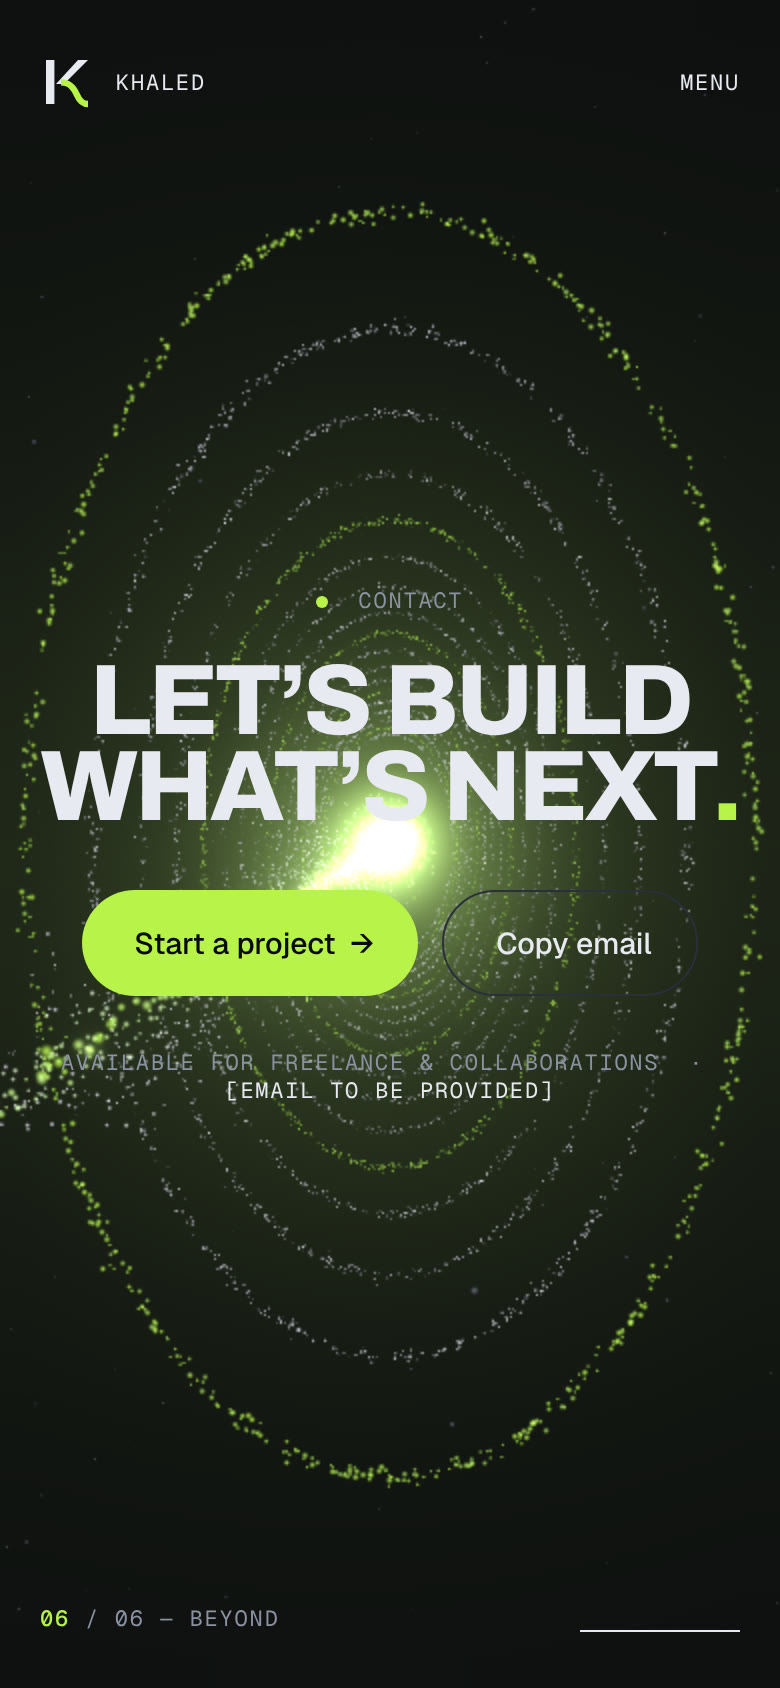 K KHALED
MENU
CONTACT
LET’S BUILD
WHAT’S NEXT.
Start a project →
Copy email
AVAILABLE FOR FREELANCE & COLLABORATIONS ·
[EMAIL TO BE PROVIDED]
06 / 06 — BEYOND